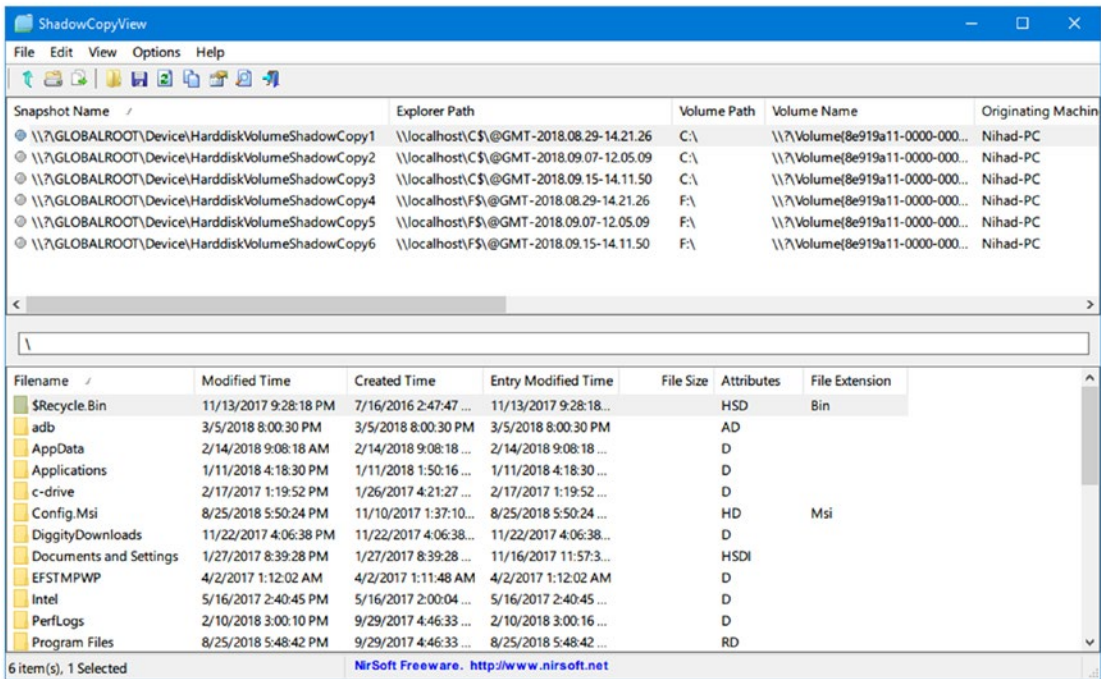 ShadowCopyView
File Edit View Options Help
Snapshot Name / Explorer Path Volume Path Volume Name Originating Machin
\\?\GLOBALROOT\Device\HarddiskVolumeShadowCopy1 \\localhost\C$\@GMT-2018.08.29-14.21.26 C:\ \\?\Volume{8e919a11-0000-000... Nihad-PC
\\?\GLOBALROOT\Device\HarddiskVolumeShadowCopy2 \\localhost\C$\@GMT-2018.09.07-12.05.09 C:\ \\?\Volume{8e919a11-0000-000... Nihad-PC
\\?\GLOBALROOT\Device\HarddiskVolumeShadowCopy3 \\localhost\C$\@GMT-2018.09.15-14.11.50 C:\ \\?\Volume{8e919a11-0000-000... Nihad-PC
\\?\GLOBALROOT\Device\HarddiskVolumeShadowCopy4 \\localhost\F$\@GMT-2018.08.29-14.21.26 F:\ \\?\Volume{8e919a11-0000-000... Nihad-PC
\\?\GLOBALROOT\Device\HarddiskVolumeShadowCopy5 \\localhost\F$\@GMT-2018.09.07-12.05.09 F:\ \\?\Volume{8e919a11-0000-000... Nihad-PC
\\?\GLOBALROOT\Device\HarddiskVolumeShadowCopy6 \\localhost\F$\@GMT-2018.09.15-14.11.50 F:\ \\?\Volume{8e919a11-0000-000... Nihad-PC
\
Filename / Modified Time Created Time Entry Modified Time File Size Attributes File Extension
$Recycle.Bin 11/13/2017 9:28:18 PM 7/16/2016 2:47:47 ... 11/13/2017 9:28:18... HSD Bin
adb 3/5/2018 8:00:30 PM 3/5/2018 8:00:30 PM 3/5/2018 8:00:30 PM AD
AppData 2/14/2018 9:08:18 AM 2/14/2018 9:08:18 ... 2/14/2018 9:08:18 ... D
Applications 1/11/2018 4:18:30 PM 1/11/2018 1:50:16 ... 1/11/2018 4:18:30 ... D
c-drive 2/17/2017 1:19:52 PM 1/26/2017 4:21:27 ... 2/17/2017 1:19:52 ... D
Config.Msi 8/25/2018 5:50:24 PM 11/10/2017 1:37:10... 8/25/2018 5:50:24 ... HD Msi
DiggityDownloads 11/22/2017 4:06:38 PM 11/22/2017 4:06:38... 11/22/2017 4:06:38... D
Documents and Settings 1/27/2017 8:39:28 PM 1/27/2017 8:39:28 ... 11/16/2017 11:57:3... HSDI
EFSTMPWP 4/2/2017 1:12:02 AM 4/2/2017 1:11:48 AM 4/2/2017 1:12:02 AM D
Intel 5/16/2017 2:40:45 PM 5/16/2017 2:00:04 ... 5/16/2017 2:40:45 ... D
PerfLogs 2/10/2018 3:00:10 PM 9/29/2017 4:46:33 ... 2/10/2018 3:00:16 ... D
Program Files 8/25/2018 5:48:42 PM 9/29/2017 4:46:33 ... 8/25/2018 5:48:42 ... RD
6 item(s), 1 Selected NirSoft Freeware. http://www.nirsoft.net